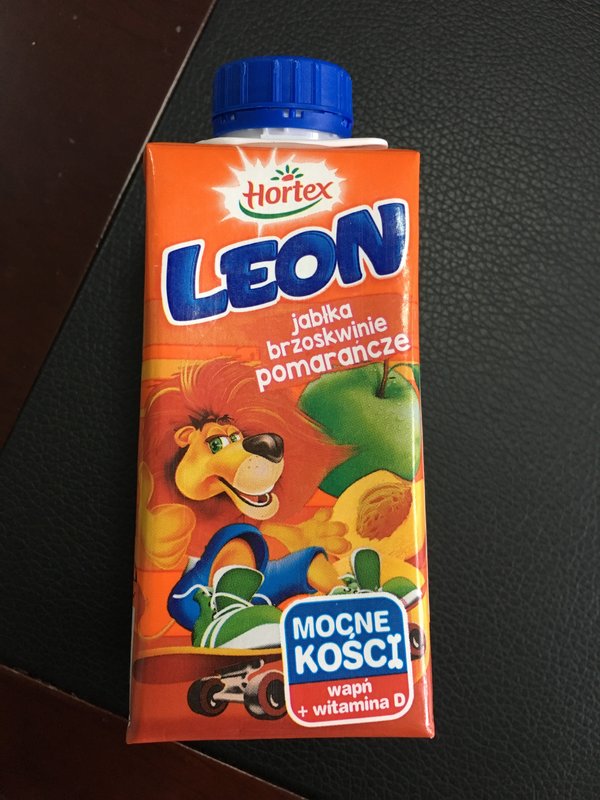 Hortex
LEON
jabłka
brzoskwinie
pomarańcze
MOCNE
KOŚCI
wapń
+ witamina D